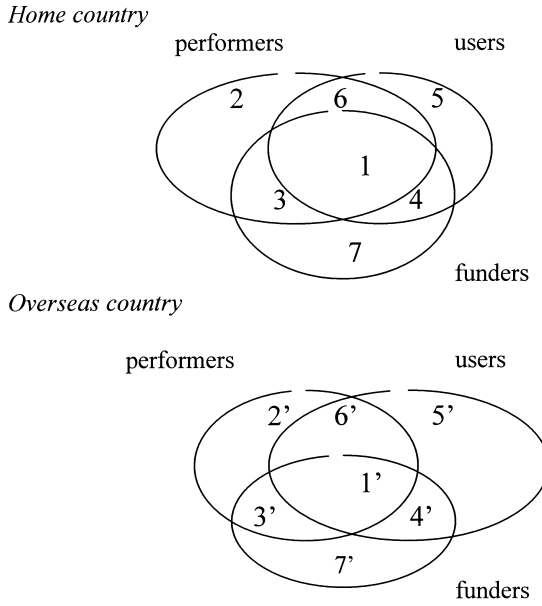 Home country
performers users
2 6 5
1
3 4
7
funders
Overseas country
performers users
2’ 6’ 5’
1’
3’ 4’
7’
funders